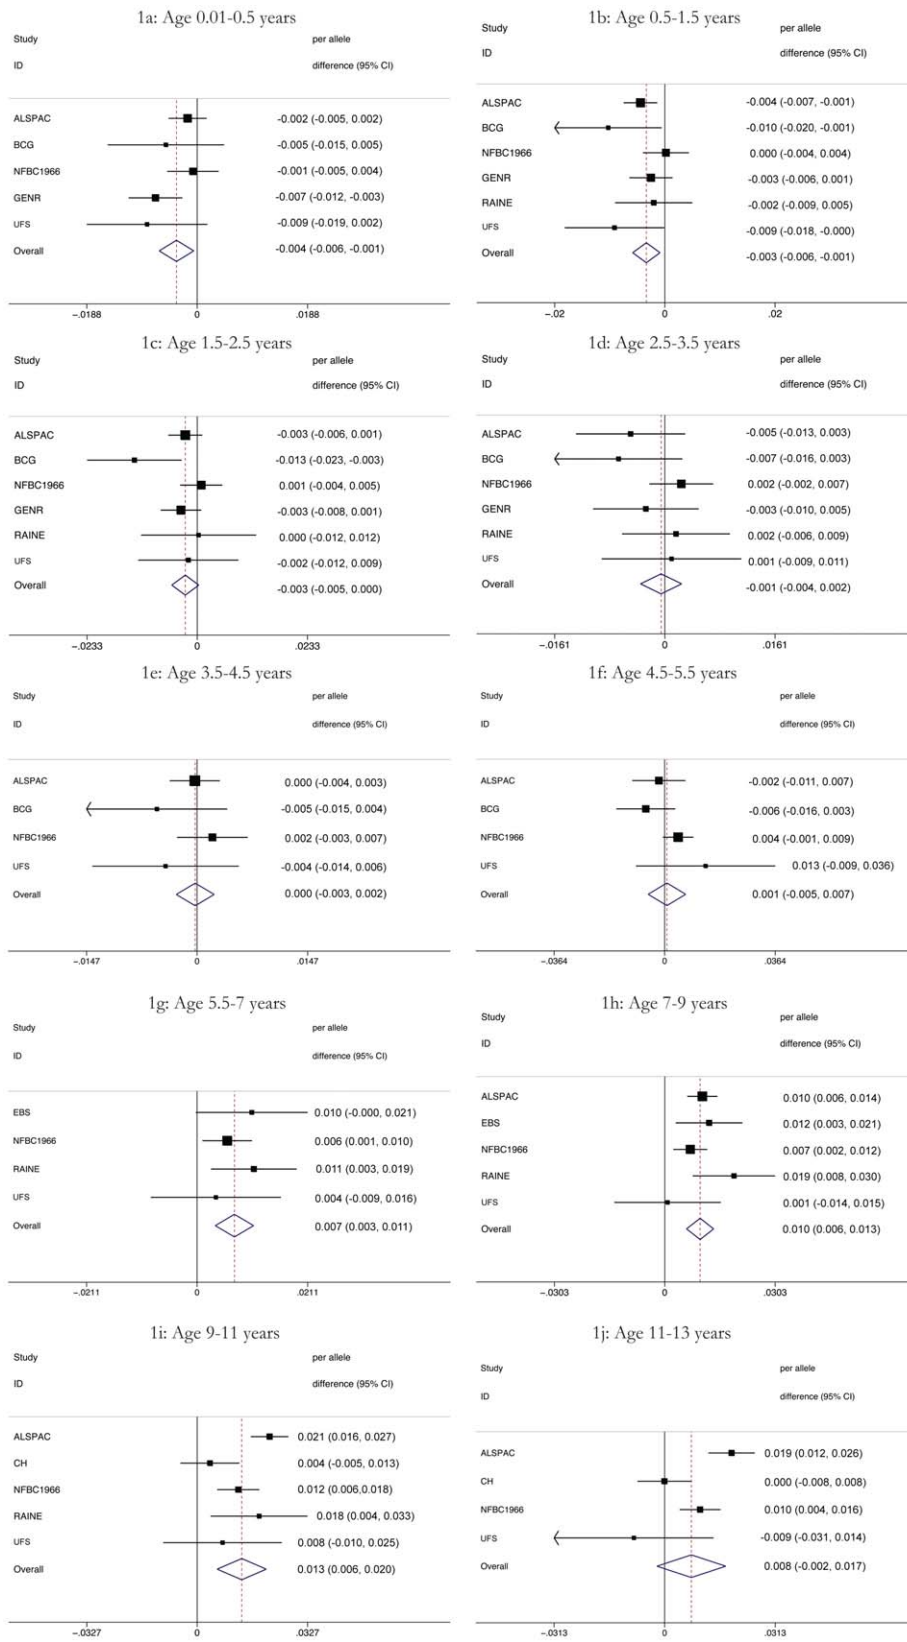 1a: Age 0.01-0.5 years
Study per allele
ID difference (95% CI)
ALSPAC -0.002 (-0.005, 0.002)
BCG -0.005 (-0.015, 0.005)
NFBC1966 -0.001 (-0.005, 0.004)
GENR -0.007 (-0.012, -0.003)
UFS -0.009 (-0.019, 0.002)
Overall -0.004 (-0.006, -0.001)
-.0188 0 .0188
1b: Age 0.5-1.5 years
Study per allele
ID difference (95% CI)
ALSPAC -0.004 (-0.007, -0.001)
BCG -0.010 (-0.020, -0.001)
NFBC1966 0.000 (-0.004, 0.004)
GENR -0.003 (-0.006, 0.001)
RAINE -0.002 (-0.009, 0.005)
UFS -0.009 (-0.018, -0.000)
Overall -0.003 (-0.006, -0.001)
-.02 0 .02
1c: Age 1.5-2.5 years
Study per allele
ID difference (95% CI)
ALSPAC -0.003 (-0.006, 0.001)
BCG -0.013 (-0.023, -0.003)
NFBC1966 0.001 (-0.004, 0.005)
GENR -0.003 (-0.008, 0.001)
RAINE 0.000 (-0.012, 0.012)
UFS -0.002 (-0.012, 0.009)
Overall -0.003 (-0.005, 0.000)
-.0233 0 .0233
1d: Age 2.5-3.5 years
Study per allele
ID difference (95% CI)
ALSPAC -0.005 (-0.013, 0.003)
BCG -0.007 (-0.016, 0.003)
NFBC1966 0.002 (-0.002, 0.007)
GENR -0.003 (-0.010, 0.005)
RAINE 0.002 (-0.006, 0.009)
UFS 0.001 (-0.009, 0.011)
Overall -0.001 (-0.004, 0.002)
-.0161 0 .0161
1e: Age 3.5-4.5 years
Study per allele
ID difference (95% CI)
ALSPAC 0.000 (-0.004, 0.003)
BCG -0.005 (-0.015, 0.004)
NFBC1966 0.002 (-0.003, 0.007)
UFS -0.004 (-0.014, 0.006)
Overall 0.000 (-0.003, 0.002)
-.0147 0 .0147
1f: Age 4.5-5.5 years
Study per allele
ID difference (95% CI)
ALSPAC -0.002 (-0.011, 0.007)
BCG -0.006 (-0.016, 0.003)
NFBC1966 0.004 (-0.001, 0.009)
UFS 0.013 (-0.009, 0.036)
Overall 0.001 (-0.005, 0.007)
-.0364 0 .0364
1g: Age 5.5-7 years
Study per allele
ID difference (95% CI)
EBS 0.010 (-0.000, 0.021)
NFBC1966 0.006 (0.001, 0.010)
RAINE 0.011 (0.003, 0.019)
UFS 0.004 (-0.009, 0.016)
Overall 0.007 (0.003, 0.011)
-.0211 0 .0211
1h: Age 7-9 years
Study per allele
ID difference (95% CI)
ALSPAC 0.010 (0.006, 0.014)
EBS 0.012 (0.003, 0.021)
NFBC1966 0.007 (0.002, 0.012)
RAINE 0.019 (0.008, 0.030)
UFS 0.001 (-0.014, 0.015)
Overall 0.010 (0.006, 0.013)
-.0303 0 .0303
1i: Age 9-11 years
Study per allele
ID difference (95% CI)
ALSPAC 0.021 (0.016, 0.027)
CH 0.004 (-0.005, 0.013)
NFBC1966 0.012 (0.006,0.018)
RAINE 0.018 (0.004, 0.033)
UFS 0.008 (-0.010, 0.025)
Overall 0.013 (0.006, 0.020)
-.0327 0 .0327
1j: Age 11-13 years
Study per allele
ID difference (95% CI)
ALSPAC 0.019 (0.012, 0.026)
CH 0.000 (-0.008, 0.008)
NFBC1966 0.010 (0.004, 0.016)
UFS -0.009 (-0.031, 0.014)
Overall 0.008 (-0.002, 0.017)
-.0313 0 .0313